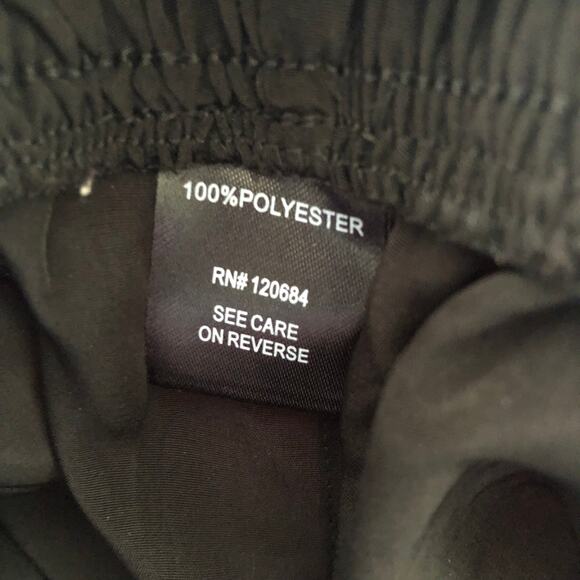 100%POLYESTER
RN# 120684
SEE CARE
ON REVERSE